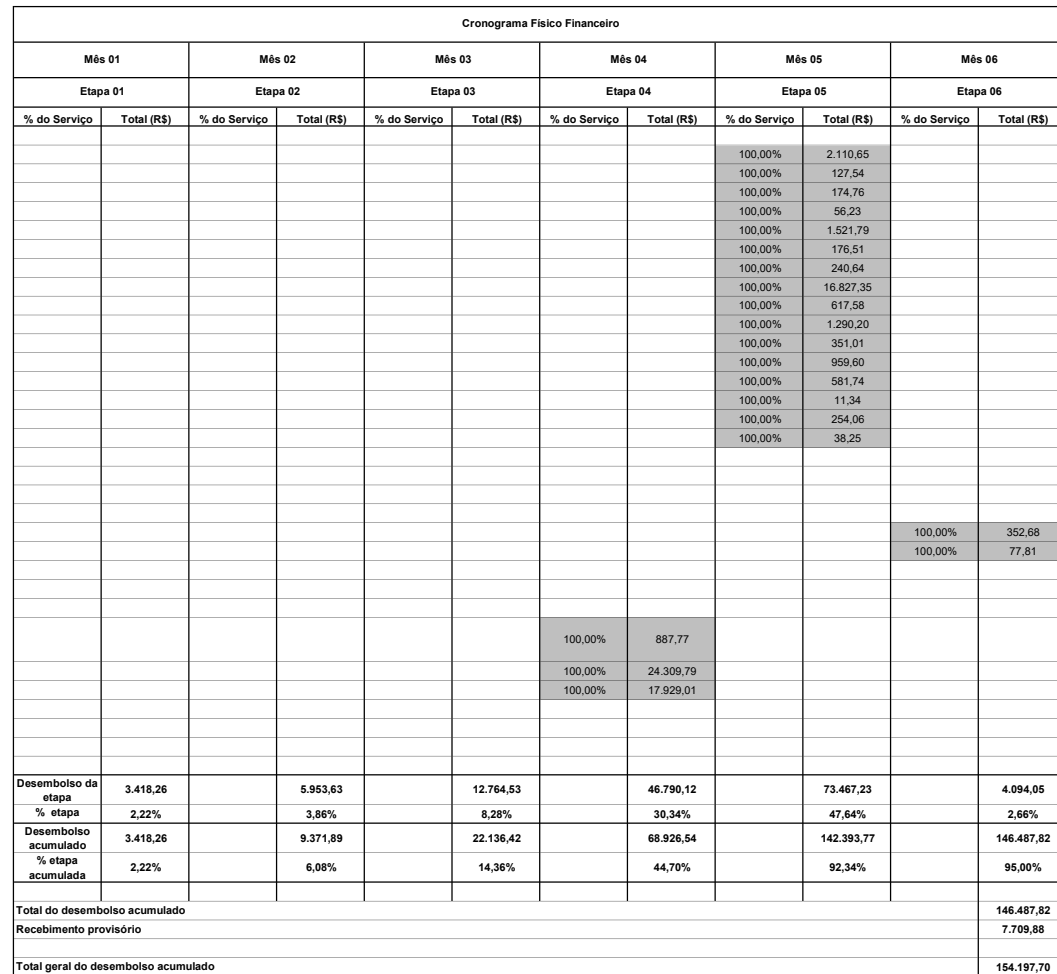 Cronograma Físico Financeiro
Mês 01 Mês 02 Mês 03 Mês 04 Mês 05 Mês 06
Etapa 01 Etapa 02 Etapa 03 Etapa 04 Etapa 05 Etapa 06
% do Serviço Total (R$) % do Serviço Total (R$) % do Serviço Total (R$) % do Serviço Total (R$) % do Serviço Total (R$) % do Serviço Total (R$)
100,00% 2.110,65
100,00% 127,54
100,00% 174,76
100,00% 56,23
100,00% 1.521,79
100,00% 176,51
100,00% 240,64
100,00% 16.827,35
100,00% 617,58
100,00% 1.290,20
100,00% 351,01
100,00% 959,60
100,00% 581,74
100,00% 11,34
100,00% 254,06
100,00% 38,25
100,00% 352,68
100,00% 77,81
100,00% 887,77
100,00% 24.309,79
100,00% 17.929,01
Desembolso da
etapa 3.418,26 5.953,63 12.764,53 46.790,12 73.467,23 4.094,05
% etapa 2,22% 3,86% 8,28% 30,34% 47,64% 2,66%
Desembolso
acumulado 3.418,26 9.371,89 22.136,42 68.926,54 142.393,77 146.487,82
% etapa
acumulada 2,22% 6,08% 14,36% 44,70% 92,34% 95,00%
Total do desembolso acumulado 146.487,82
Recebimento provisório 7.709,88
Total geral do desembolso acumulado 154.197,70